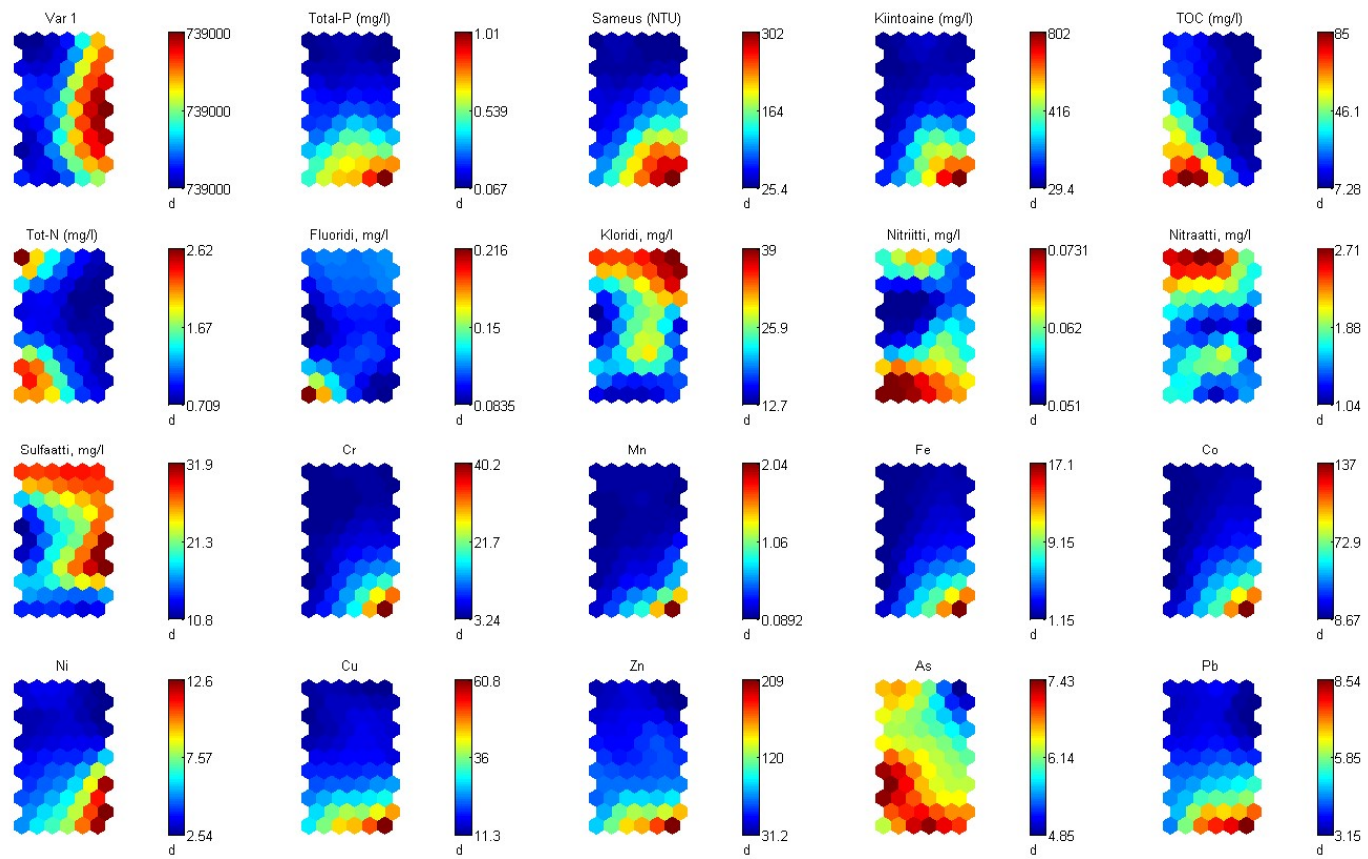 Var 1
739000
739000
739000
d
Total-P (mg/l)
1.01
0.539
0.067
d
Sameus (NTU)
302
164
25.4
d
Kiintoaine (mg/l)
802
416
29.4
d
TOC (mg/l)
85
46.1
7.28
d
Tot-N (mg/l)
2.62
1.67
0.709
d
Fluoridi, mg/l
0.216
0.15
0.0835
d
Kloridi, mg/l
39
25.9
12.7
d
Nitriitti, mg/l
0.0731
0.062
0.051
d
Nitraatti, mg/l
2.71
1.88
1.04
d
Sulfaatti, mg/l
31.9
21.3
10.8
d
Cr
40.2
21.7
3.24
d
Mn
2.04
1.06
0.0892
d
Fe
17.1
9.15
1.15
d
Co
137
72.9
8.67
d
Ni
12.6
7.57
2.54
d
Cu
60.8
36
11.3
d
Zn
209
120
31.2
d
As
7.43
6.14
4.85
d
Pb
8.54
5.85
3.15
d